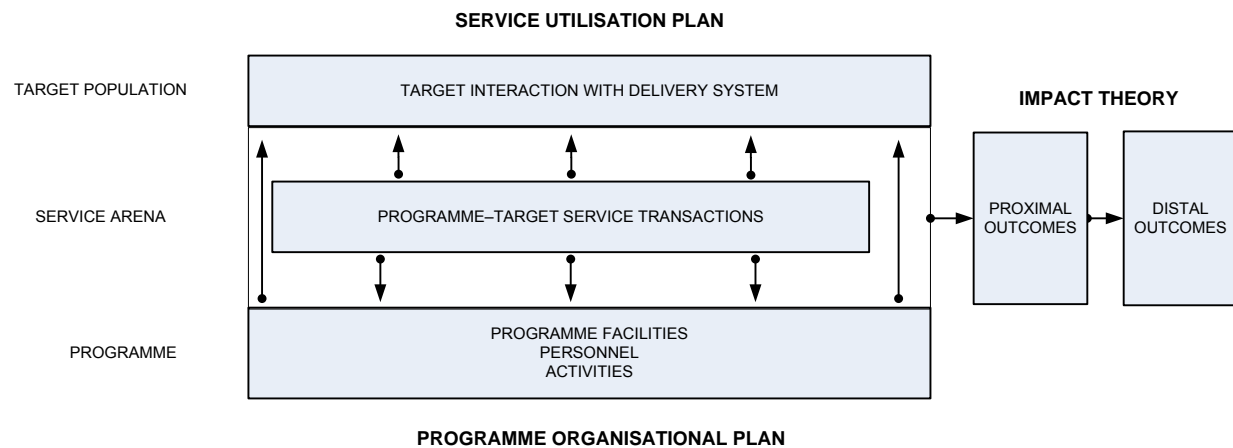 SERVICE UTILISATION PLAN
TARGET POPULATION
TARGET INTERACTION WITH DELIVERY SYSTEM
IMPACT THEORY
SERVICE ARENA
PROGRAMME–TARGET SERVICE TRANSACTIONS
PROXIMAL
OUTCOMES
DISTAL
OUTCOMES
PROGRAMME
PROGRAMME FACILITIES
PERSONNEL
ACTIVITIES
PROGRAMME ORGANISATIONAL PLAN